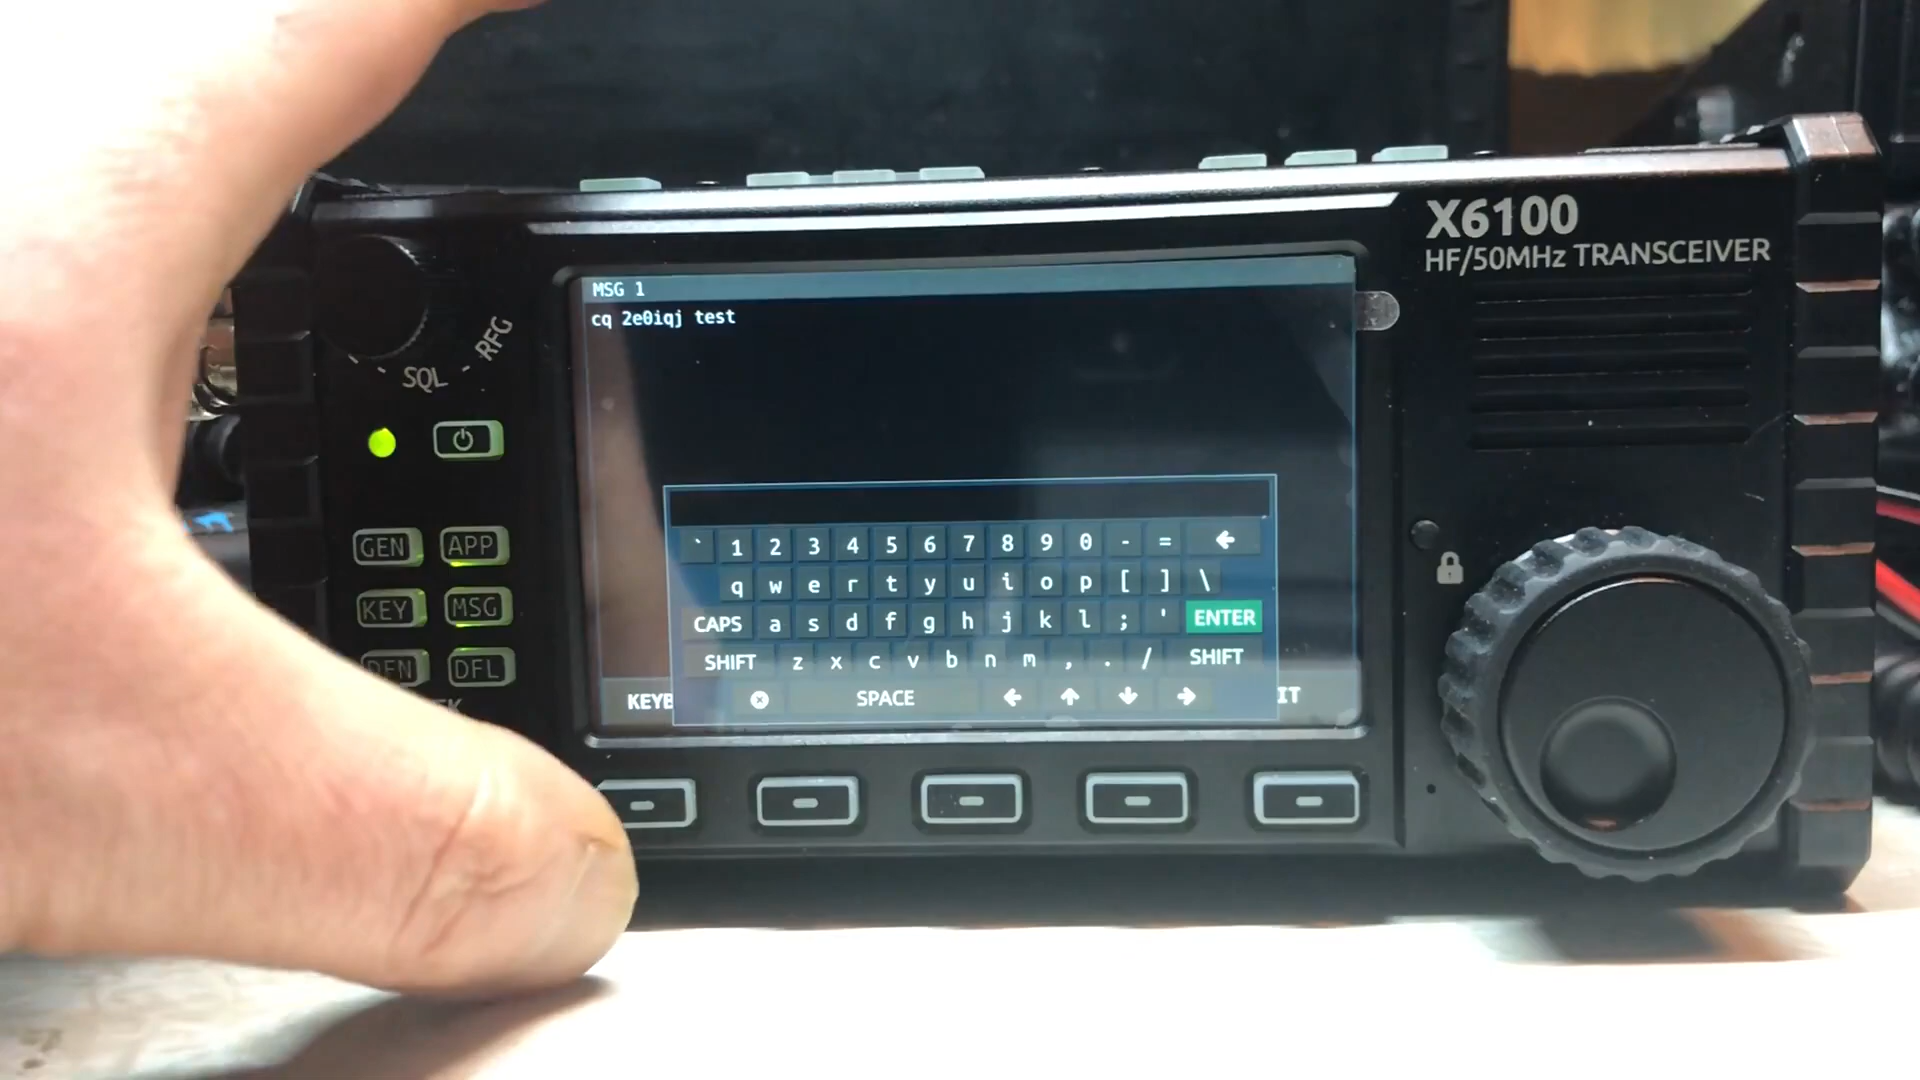 X6100
HF/50MHz TRANSCEIVER
MSG 1
cq 2e0iqj test
RFG
SQL
GEN APP
KEY MSG
DFN DFL
` 1 2 3 4 5 6 7 8 9 0 - =
q w e r t y u i o p [ ] \
CAPS a s d f g h j k l ; ' ENTER
SHIFT z x c v b n m , . / SHIFT
SPACE